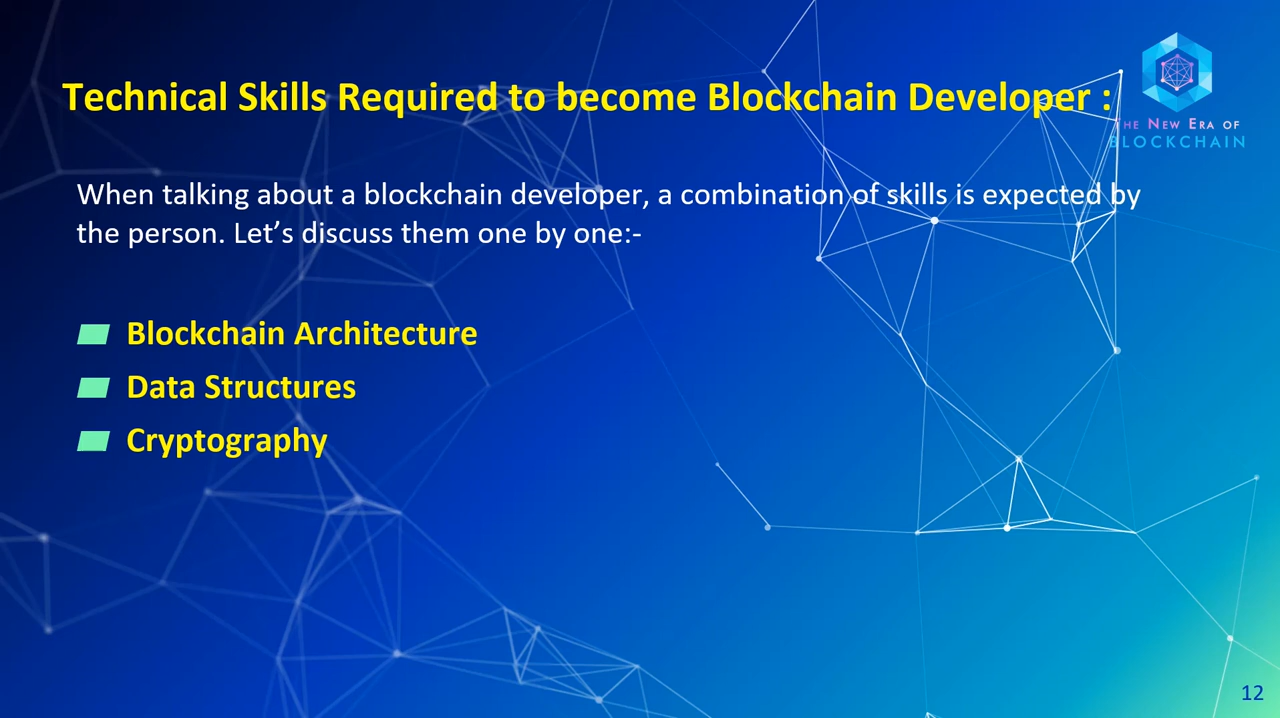 Technical Skills Required to become Blockchain Developer :
THE NEW ERA OF
BLOCKCHAIN
When talking about a blockchain developer, a combination of skills is expected by
the person. Let’s discuss them one by one:-
Blockchain Architecture
Data Structures
Cryptography
12